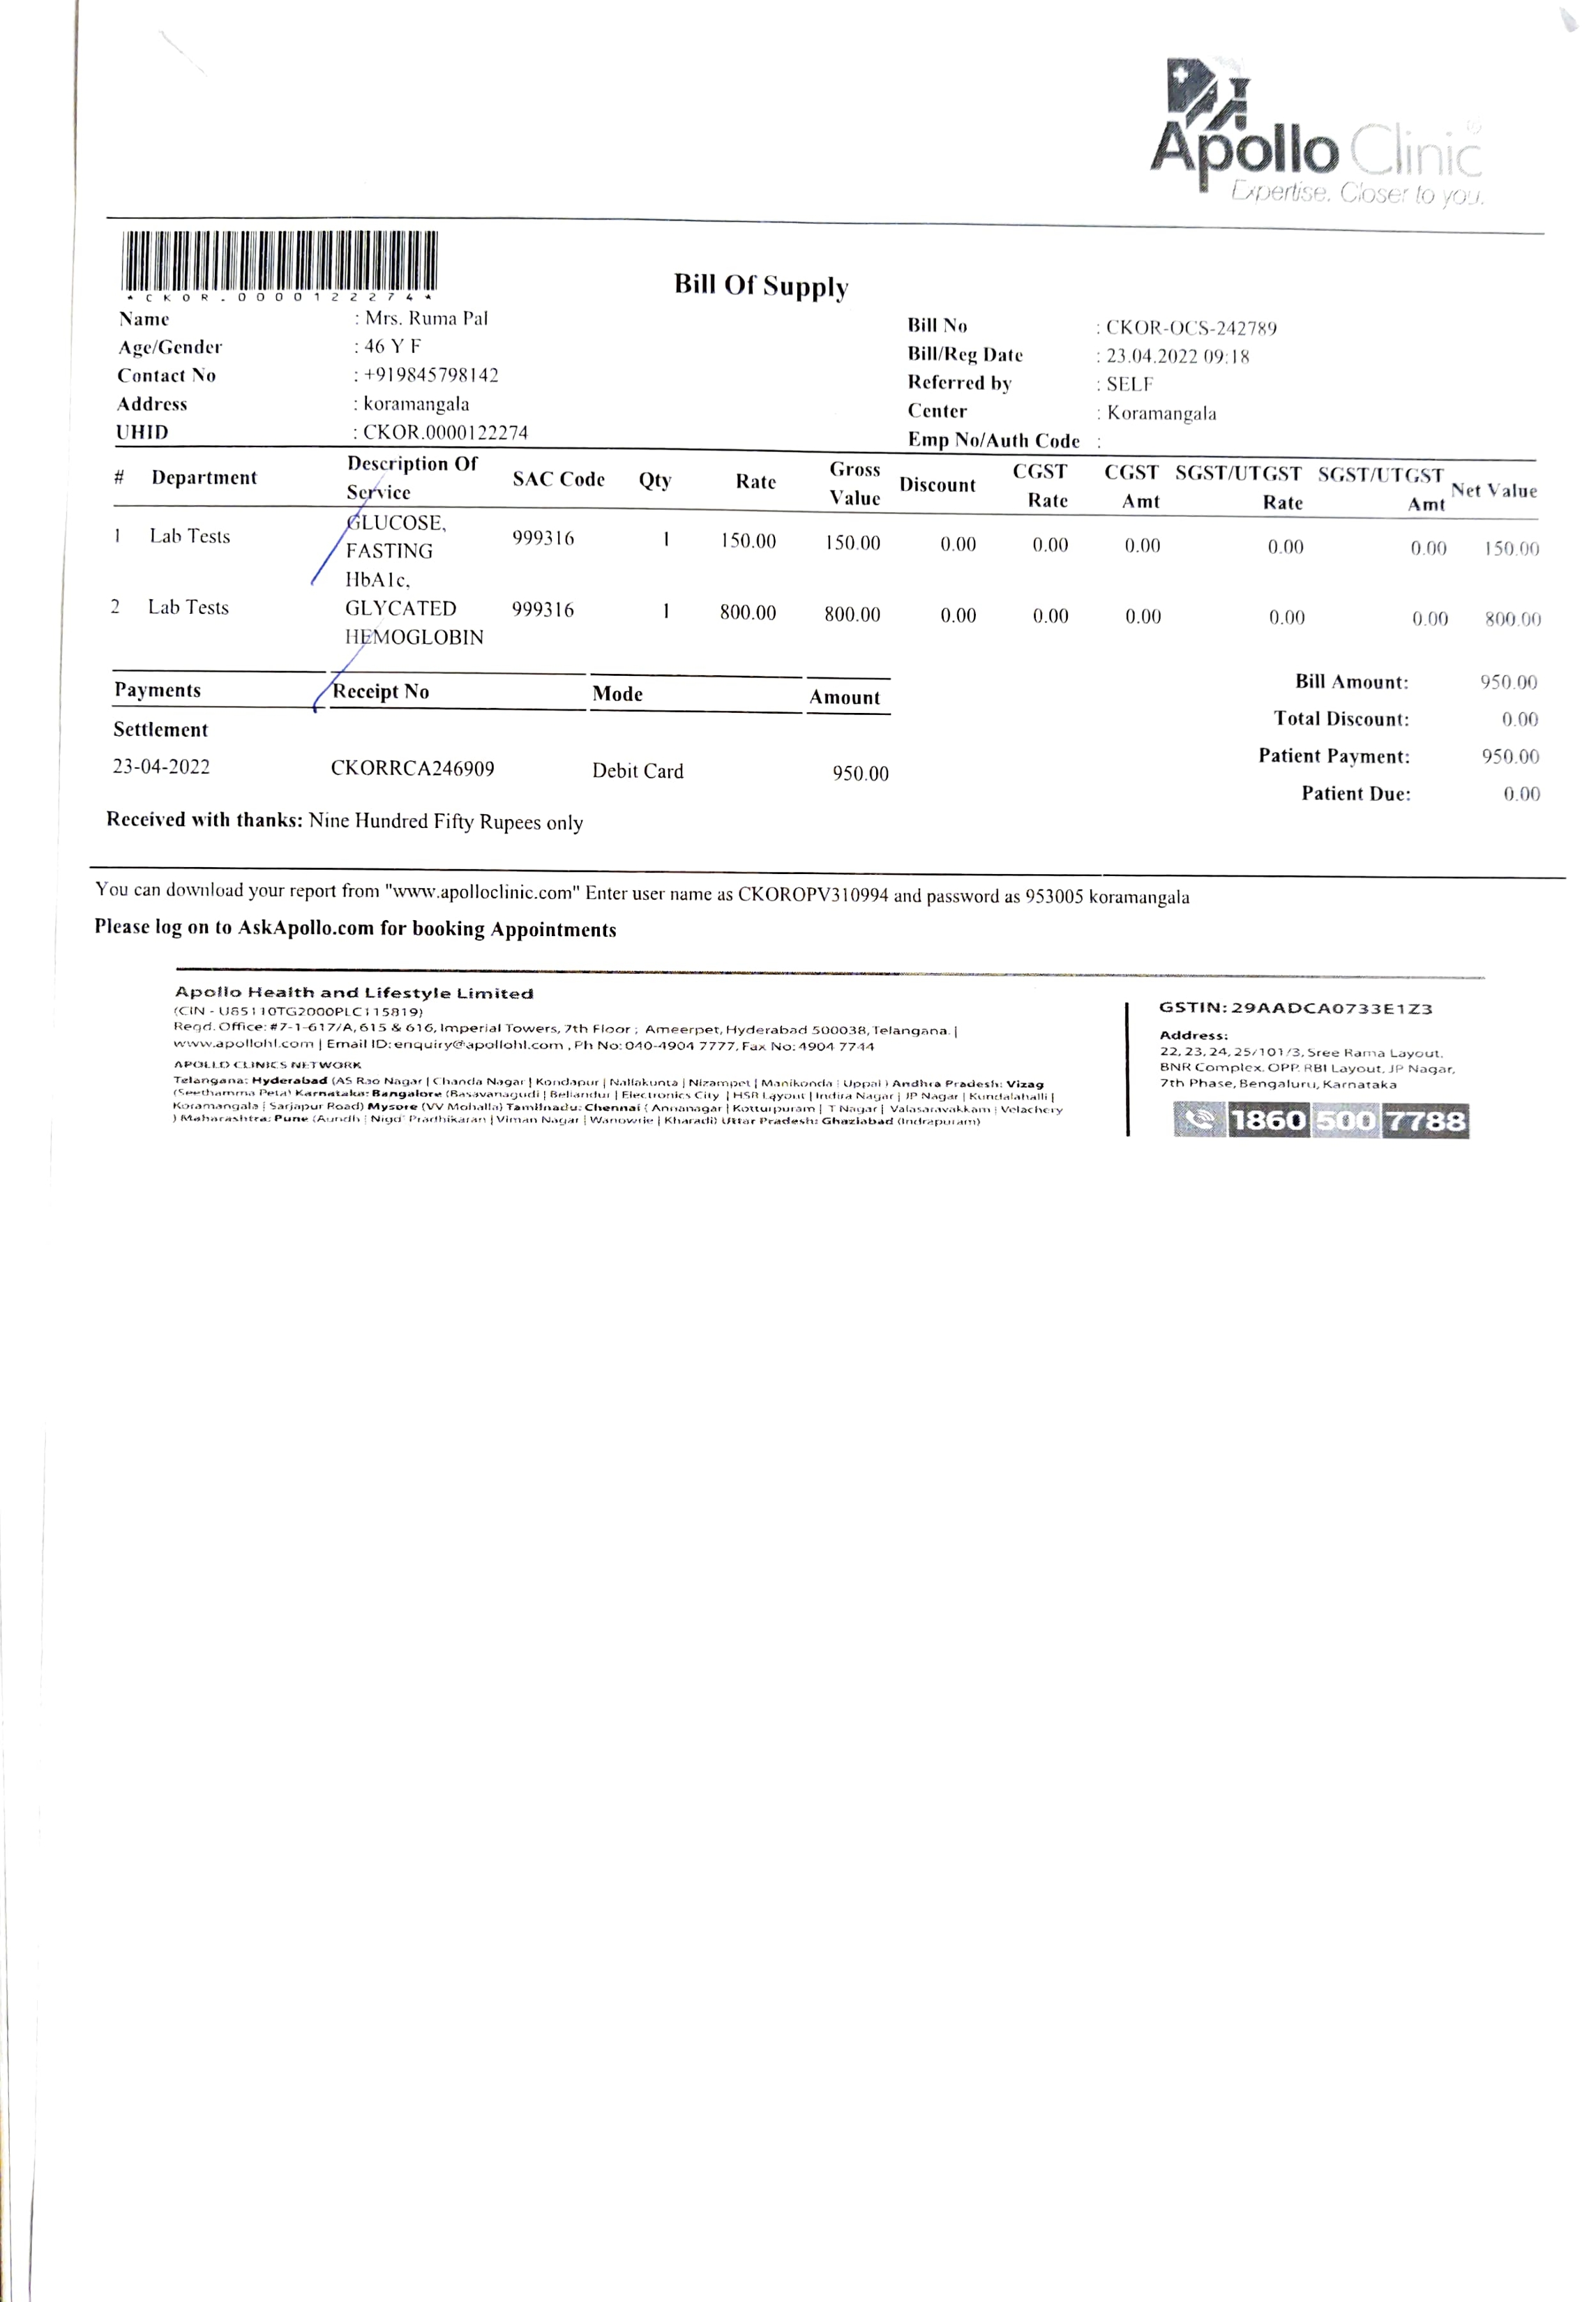 Apollo Clinic
Expertise. Closer to you.
*CKOR.0000122274*
Bill Of Supply
Name : Mrs. Ruma Pal
Age/Gender : 46 Y F
Contact No : +919845798142
Address : koramangala
UHID : CKOR.0000122274
Bill No : CKOR-OCS-242789
Bill/Reg Date : 23.04.2022 09:18
Referred by : SELF
Center : Koramangala
Emp No/Auth Code :
# Department Description Of Service SAC Code Qty Rate Gross Value Discount CGST Rate CGST Amt SGST/UTGST Rate SGST/UTGST Amt Net Value
1 Lab Tests GLUCOSE, FASTING 999316 1 150.00 150.00 0.00 0.00 0.00 0.00 0.00 150.00
2 Lab Tests HbA1c, GLYCATED HEMOGLOBIN 999316 1 800.00 800.00 0.00 0.00 0.00 0.00 0.00 800.00
Payments Receipt No Mode Amount
Settlement
23-04-2022 CKORRCA246909 Debit Card 950.00
Bill Amount: 950.00
Total Discount: 0.00
Patient Payment: 950.00
Patient Due: 0.00
Received with thanks: Nine Hundred Fifty Rupees only
You can download your report from "www.apolloclinic.com" Enter user name as CKOROPV310994 and password as 953005 koramangala
Please log on to AskApollo.com for booking Appointments
Apollo Health and Lifestyle Limited
(CIN - U85110TG2000PLC115819)
Regd. Office: #7-1-617/A, 615 & 616, Imperial Towers, 7th Floor ; Ameerpet, Hyderabad 500038, Telangana. |
www.apollohl.com | Email ID: enquiry@apollohl.com , Ph No: 040-4904 7777, Fax No: 4904 7744
APOLLO CLINICS NETWORK
Telangana: Hyderabad (AS Rao Nagar | Chanda Nagar | Kondapur | Nallakunta | Nizampet | Manikonda | Uppal ) Andhra Pradesh: Vizag
(Seethamma Peta) Karnataka: Bangalore (Basavanagudi | Bellandur | Electronics City | HSR Layout | Indira Nagar | JP Nagar | Kundalahalli |
Koramangala | Sarjapur Road) Mysore (VV Mohalla) Tamilnadu: Chennai ( Annanagar | Kotturpuram | T Nagar | Valasaravakkam | Velachery
) Maharashtra: Pune (Aundh | Nigdi Pradhikaran | Viman Nagar | Wanowrie | Kharadi) Uttar Pradesh: Ghaziabad (Indrapuram)
GSTIN: 29AADCA0733E1Z3
Address:
22, 23, 24, 25/101/3, Sree Rama Layout,
BNR Complex, OPP. RBI Layout, JP Nagar,
7th Phase, Bengaluru, Karnataka
1860 500 7788